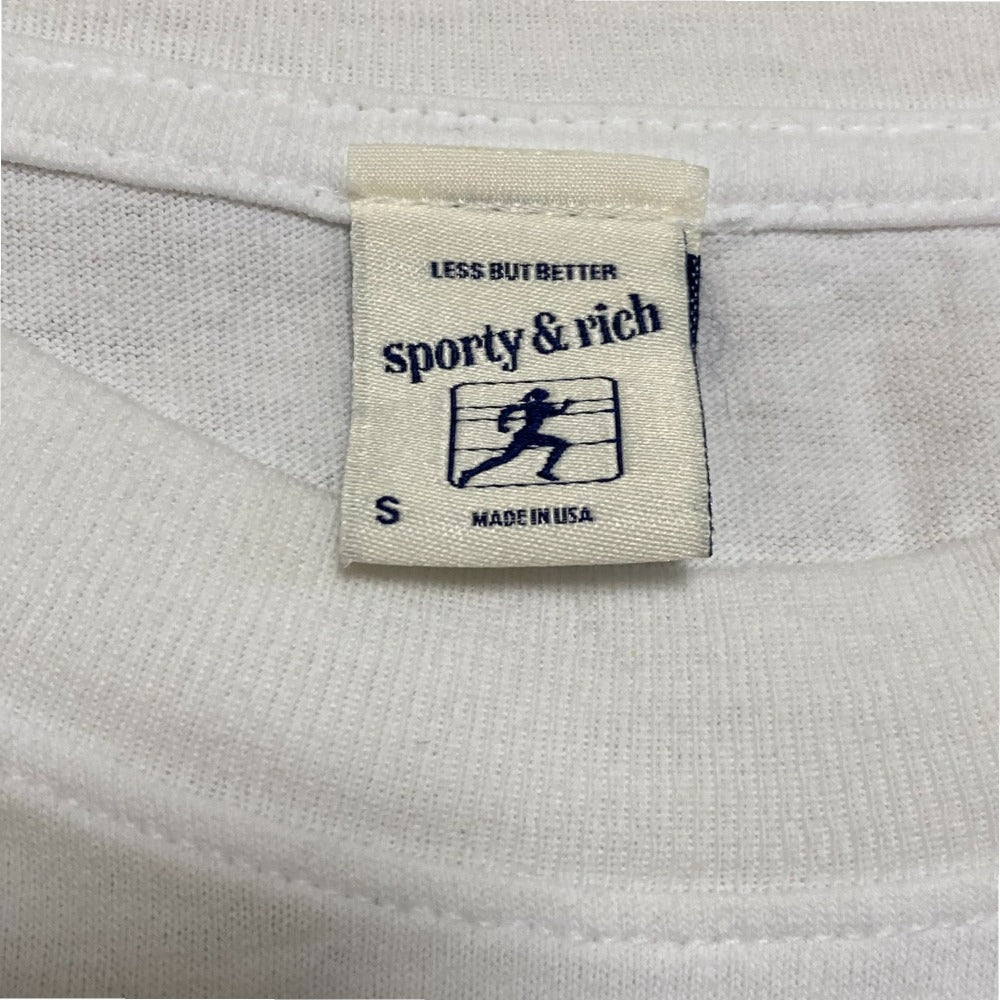 LESS BUT BETTER
sporty & rich
S
MADE IN USA